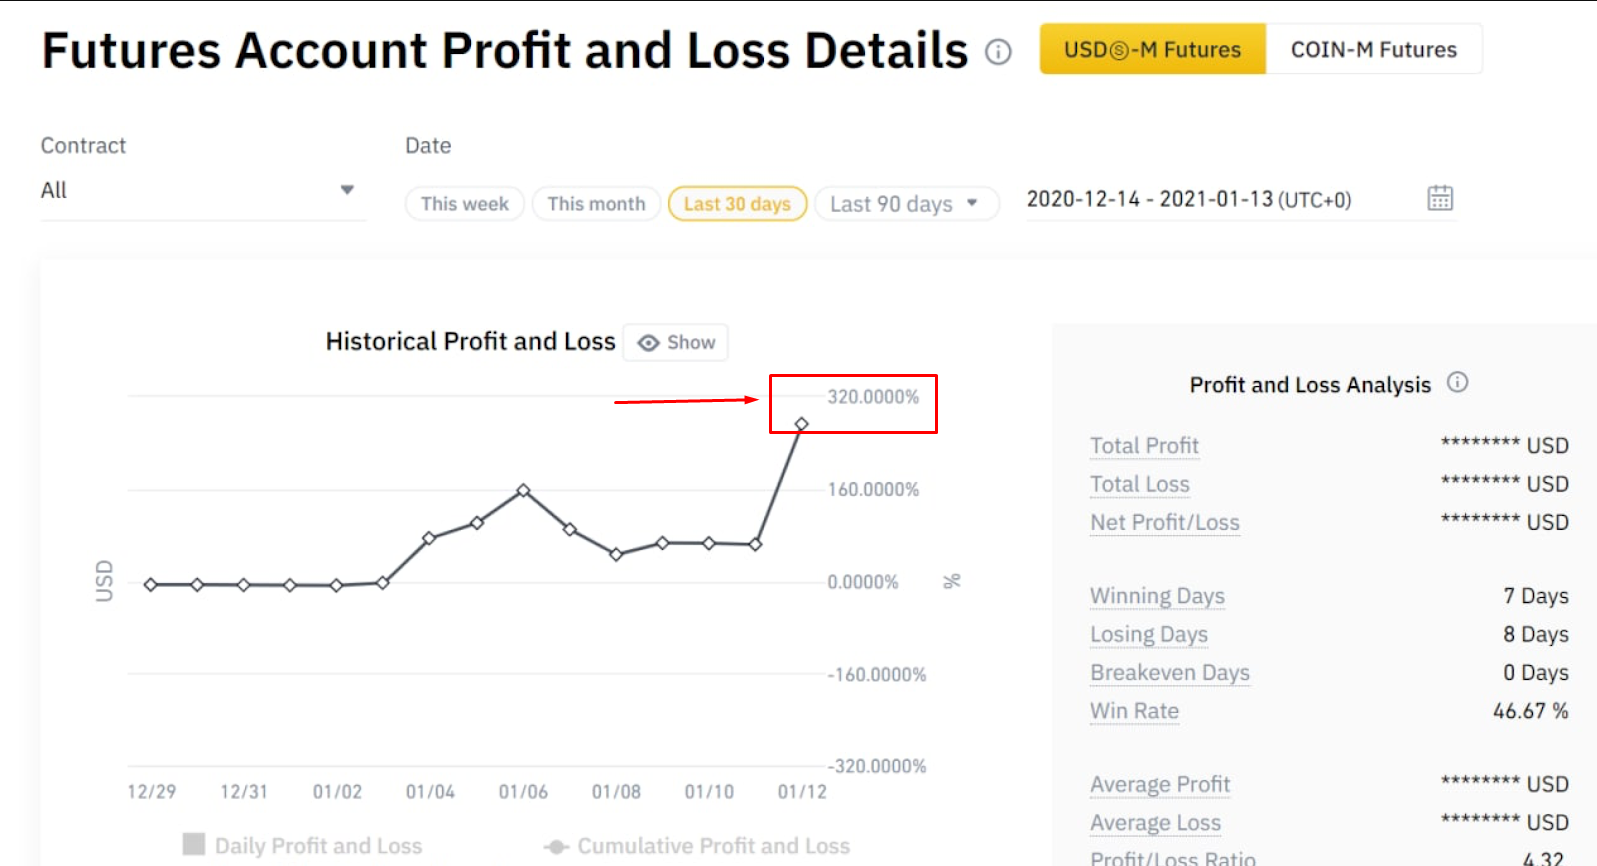 Futures Account Profit and Loss Details
USDⓈ-M Futures
COIN-M Futures
Contract
Date
All
This week
This month
Last 30 days
Last 90 days
2020-12-14 - 2021-01-13 (UTC+0)
Historical Profit and Loss
Show
320.0000%
160.0000%
0.0000%
-160.0000%
-320.0000%
USD
%
12/29
12/31
01/02
01/04
01/06
01/08
01/10
01/12
Daily Profit and Loss
Cumulative Profit and Loss
Profit and Loss Analysis
Total Profit ******** USD
Total Loss ******** USD
Net Profit/Loss ******** USD
Winning Days 7 Days
Losing Days 8 Days
Breakeven Days 0 Days
Win Rate 46.67 %
Average Profit ******** USD
Average Loss ******** USD
Profit/Loss Ratio 4.32